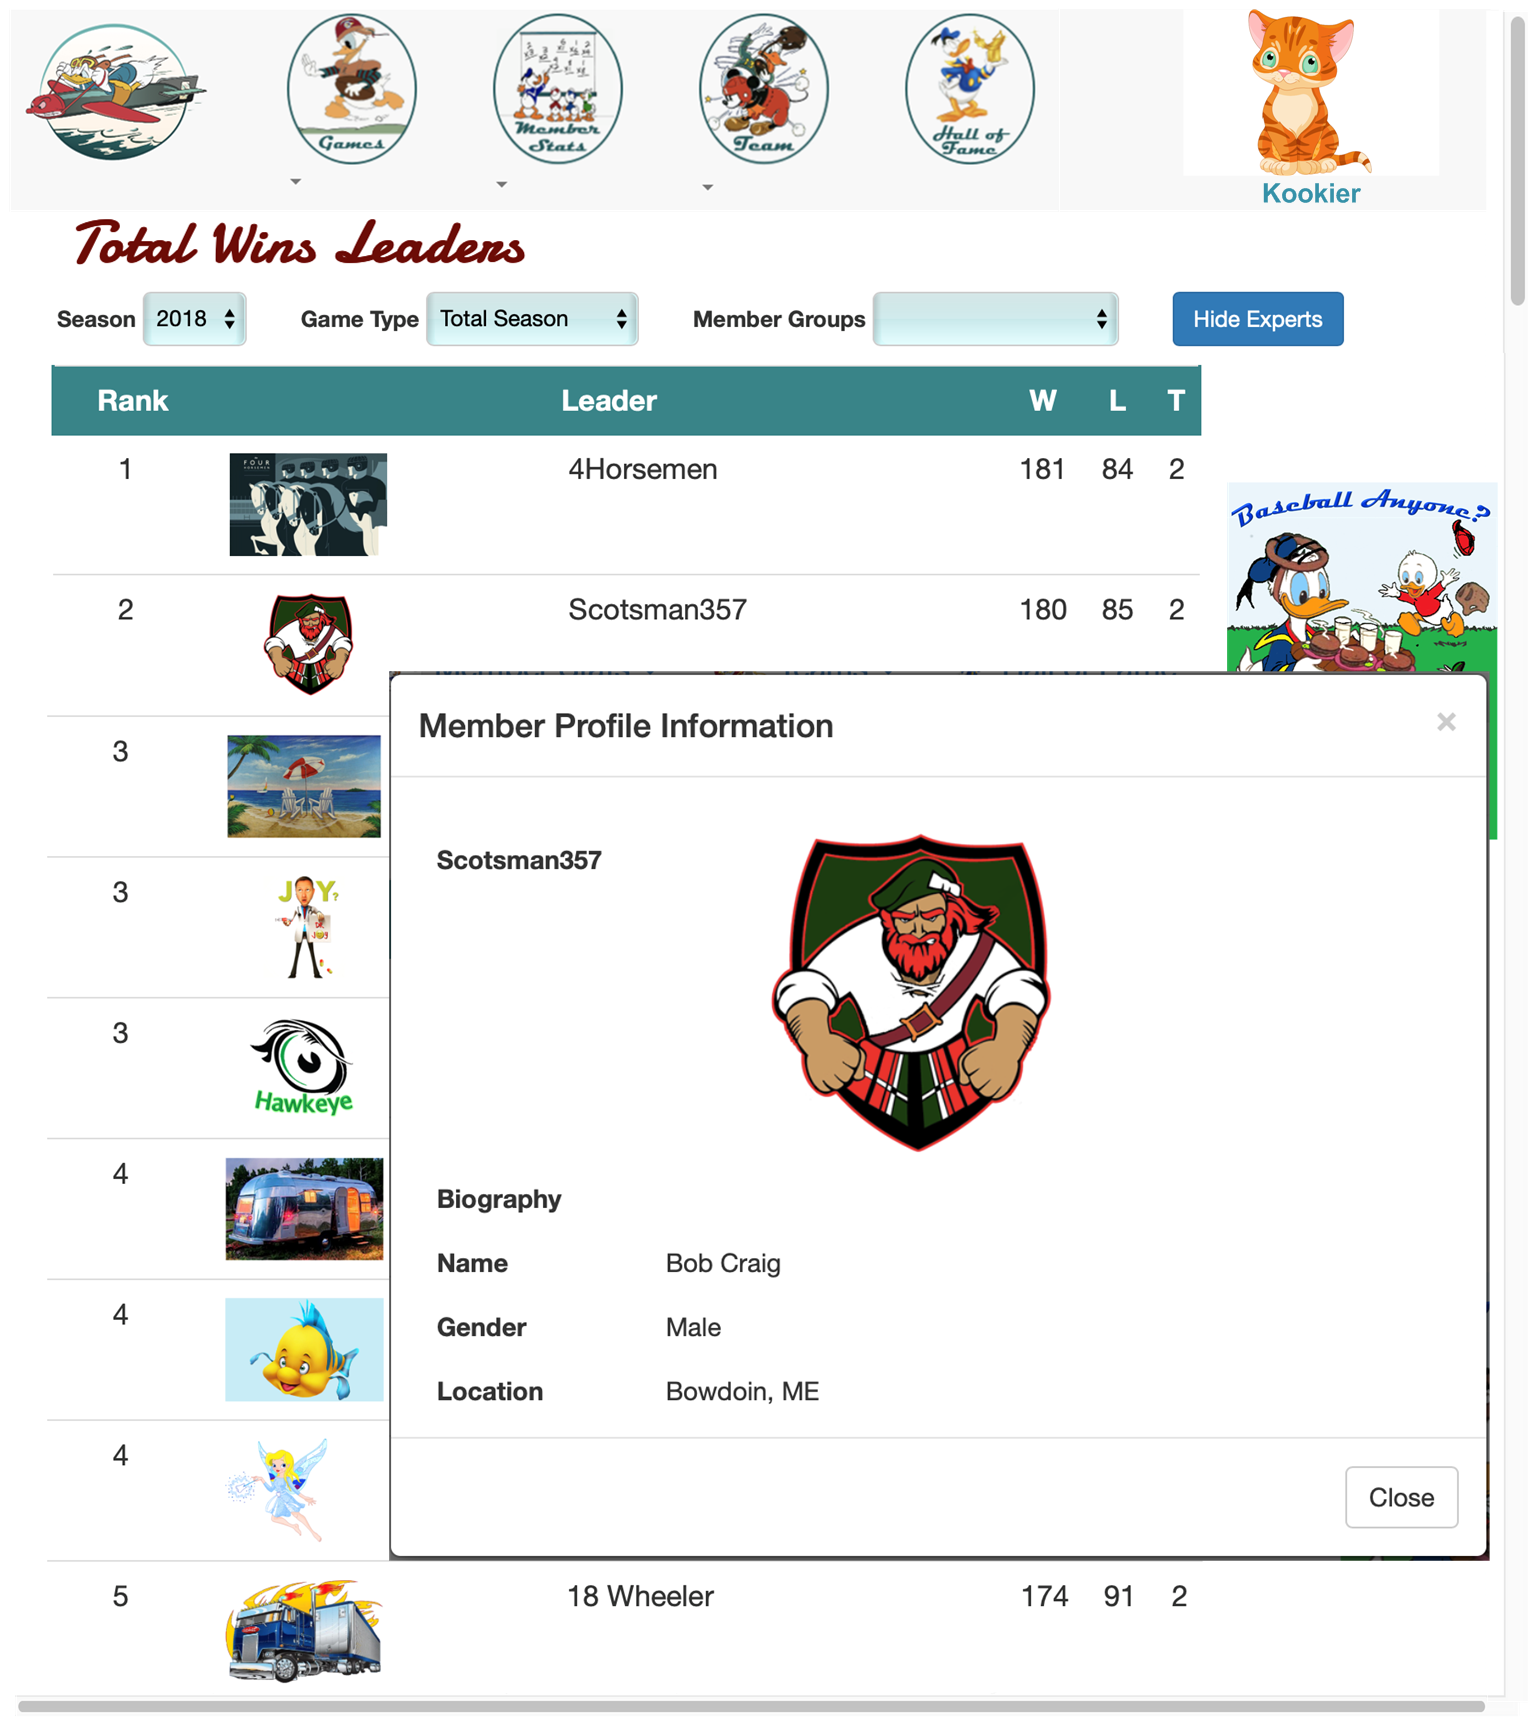 Games
Member
Stats
Team
Hall of
Fame
Kookier
Total Wins Leaders
Season 2018 Game Type Total Season Member Groups Hide Experts
Rank Leader W L T
1 4Horsemen 181 84 2
FOUR
Baseball Anyone?
2 Scotsman357 180 85 2
Member Profile Information ×
3
Scotsman357
3
JOY?
DR.
JOY
3
Hawkeye
4
Biography
Name Bob Craig
4
Gender Male
Location Bowdoin, ME
4
Close
5 18 Wheeler 174 91 2